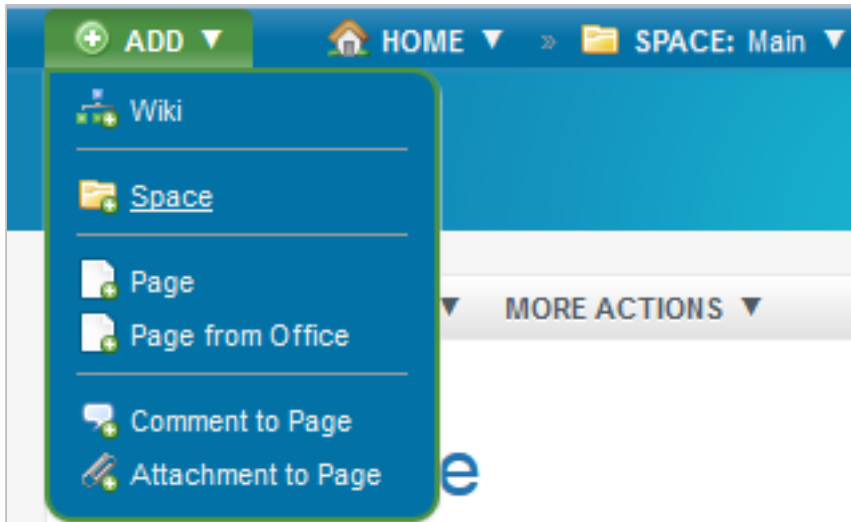 ADD ▼ HOME ▼ » SPACE: Main ▼
Wiki
Space
Page
Page from Office
▼ MORE ACTIONS ▼
Comment to Page
Attachment to Page
e